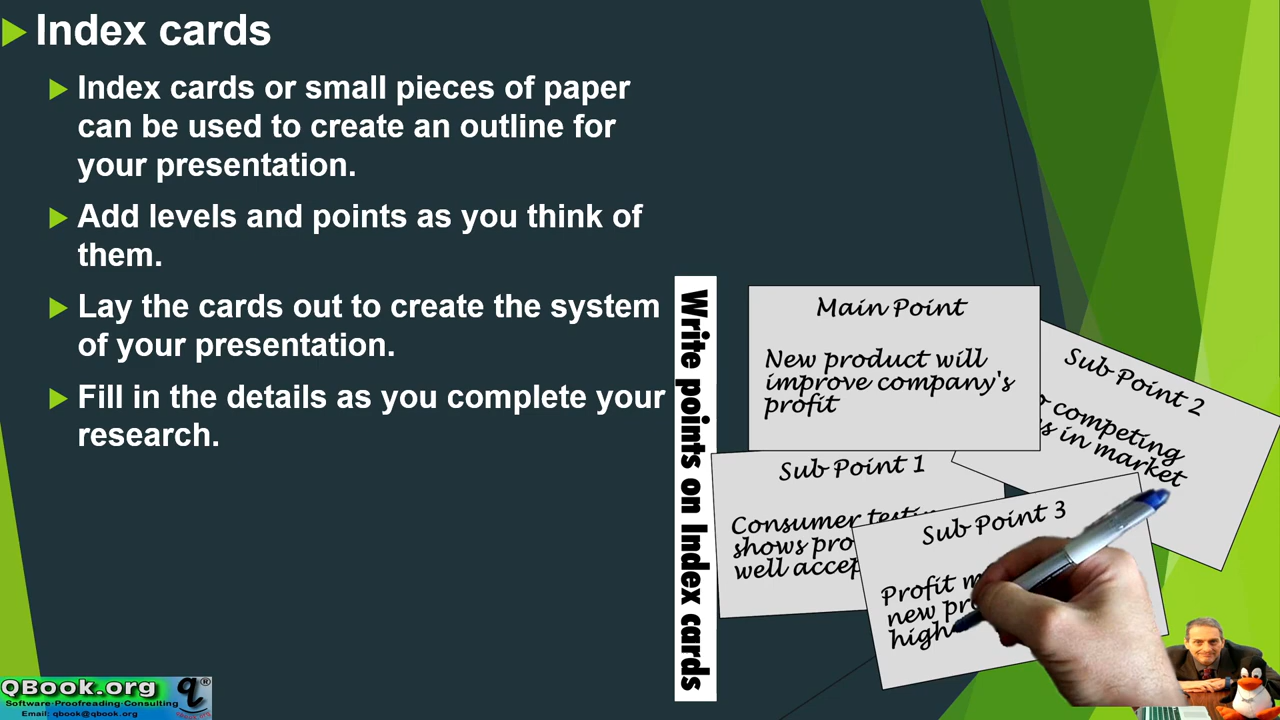 Index cards
Index cards or small pieces of paper
can be used to create an outline for
your presentation.
Add levels and points as you think of
them.
Lay the cards out to create the system
of your presentation.
Fill in the details as you complete your
research.
Write points on Index cards
Main Point
New product will
improve company's
profit
Sub Point 2
competing
in market
Sub Point 1
Consumer
shows
well
Sub Point 3
Profit
new
QBook.org
q®
Software·Proofreading·Consulting
Email: qbook@qbook.org